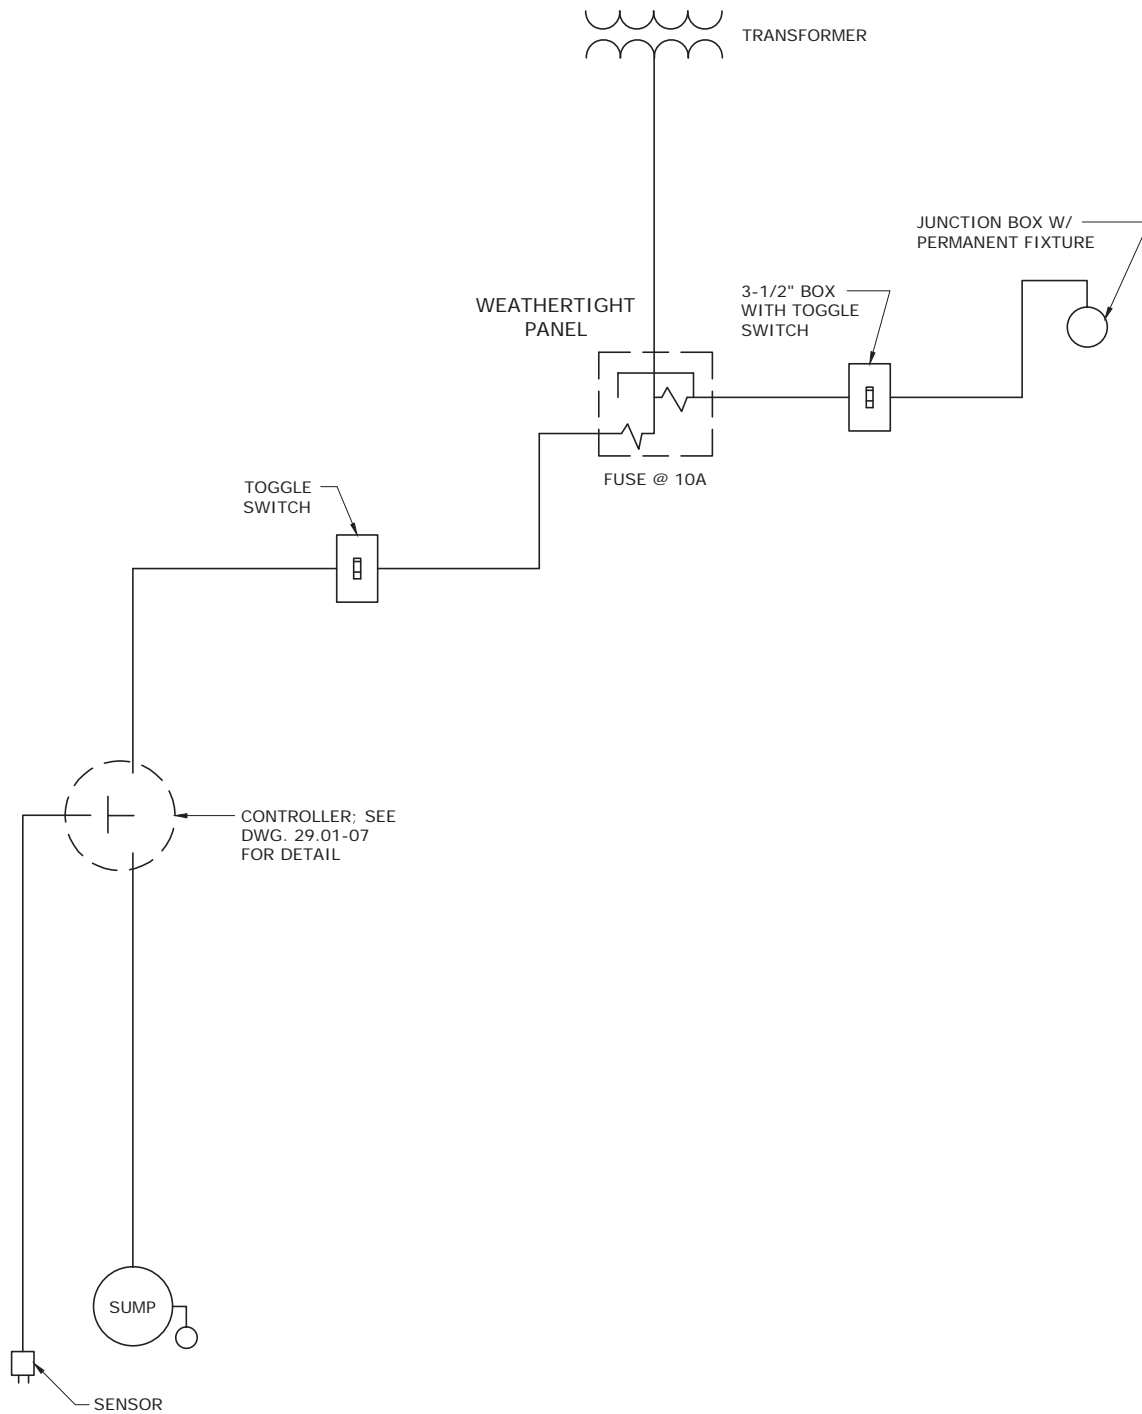 TRANSFORMER
JUNCTION BOX W/
PERMANENT FIXTURE
3-1/2" BOX
WITH TOGGLE
SWITCH
WEATHERTIGHT
PANEL
FUSE @ 10A
TOGGLE
SWITCH
CONTROLLER; SEE
DWG. 29.01-07
FOR DETAIL
SUMP
SENSOR